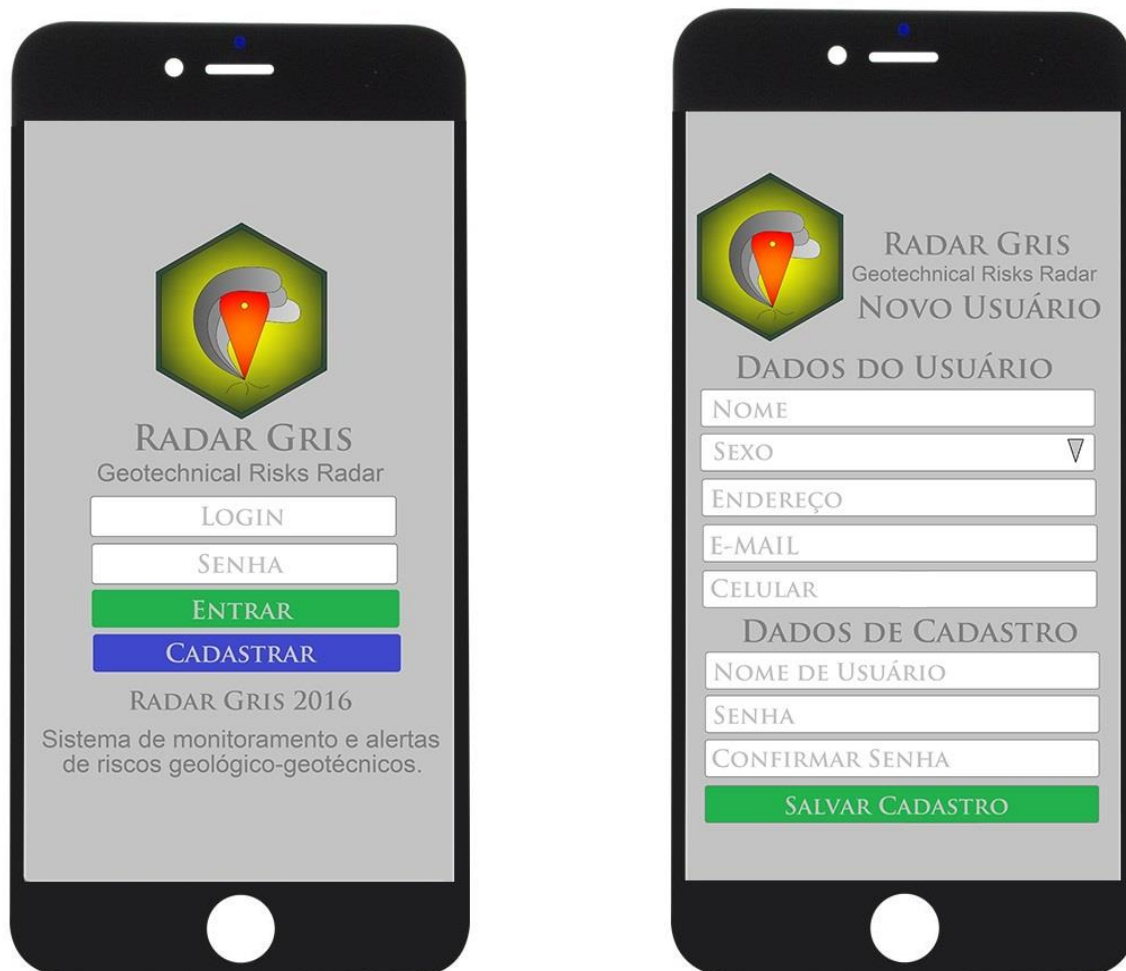 Radar Gris
Geotechnical Risks Radar
Login
Senha
Entrar
Cadastrar
Radar Gris 2016
Sistema de monitoramento e alertas
de riscos geológico-geotécnicos.
Radar Gris
Geotechnical Risks Radar
Novo Usuário
Dados do Usuário
Nome
Sexo
Endereço
E-mail
Celular
Dados de Cadastro
Nome de Usuário
Senha
Confirmar Senha
Salvar Cadastro